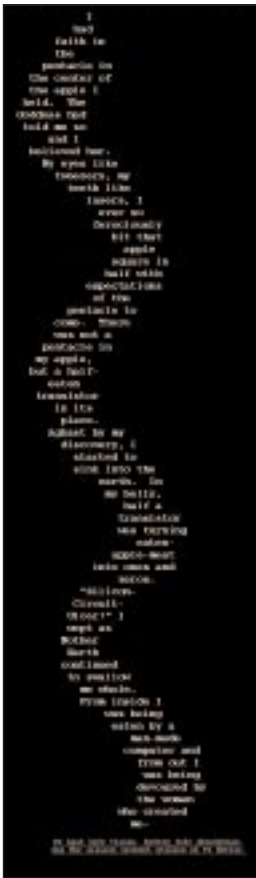 I
had
faith in
the
pentacle in
the center of
the apple I
held. The
Goddess had
told me so
and I
believed her.
My eyes like
tweezers, my
teeth like
lasers, I
ever so
ferociously
bit that
apple
square in
half with
expectations
of the
pentacle to
come. There
was not a
pentacle in
my apple,
but a half-
eaten
transistor
in its
place.
Aghast by my
discovery, I
started to
sink into the
earth. In
my belly,
half a
transistor
was turning
eaten-
apple-meat
into ones and
zeros.
"Silicon-
Circuit-
" I
wept as
Mother
Earth
continued
to swallow
me whole.
From inside I
was being
eaten by a
man-made
computer and
from out I
was being
devoured by
the woman
who created
me-